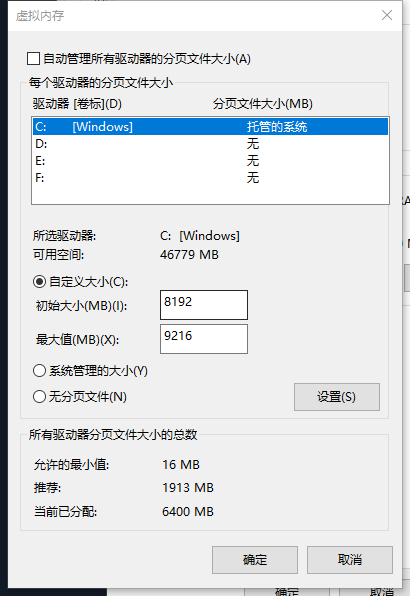 虚拟内存
自动管理所有驱动器的分页文件大小(A)
每个驱动器的分页文件大小
驱动器 [卷标](D) 分页文件大小(MB)
C: [Windows] 托管的系统
D: 无
E: 无
F: 无
所选驱动器: C: [Windows]
可用空间: 46779 MB
自定义大小(C):
初始大小(MB)(I): 8192
最大值(MB)(X): 9216
系统管理的大小(Y)
无分页文件(N) 设置(S)
所有驱动器分页文件大小的总数
允许的最小值: 16 MB
推荐: 1913 MB
当前已分配: 6400 MB
确定 取消
确定 取消